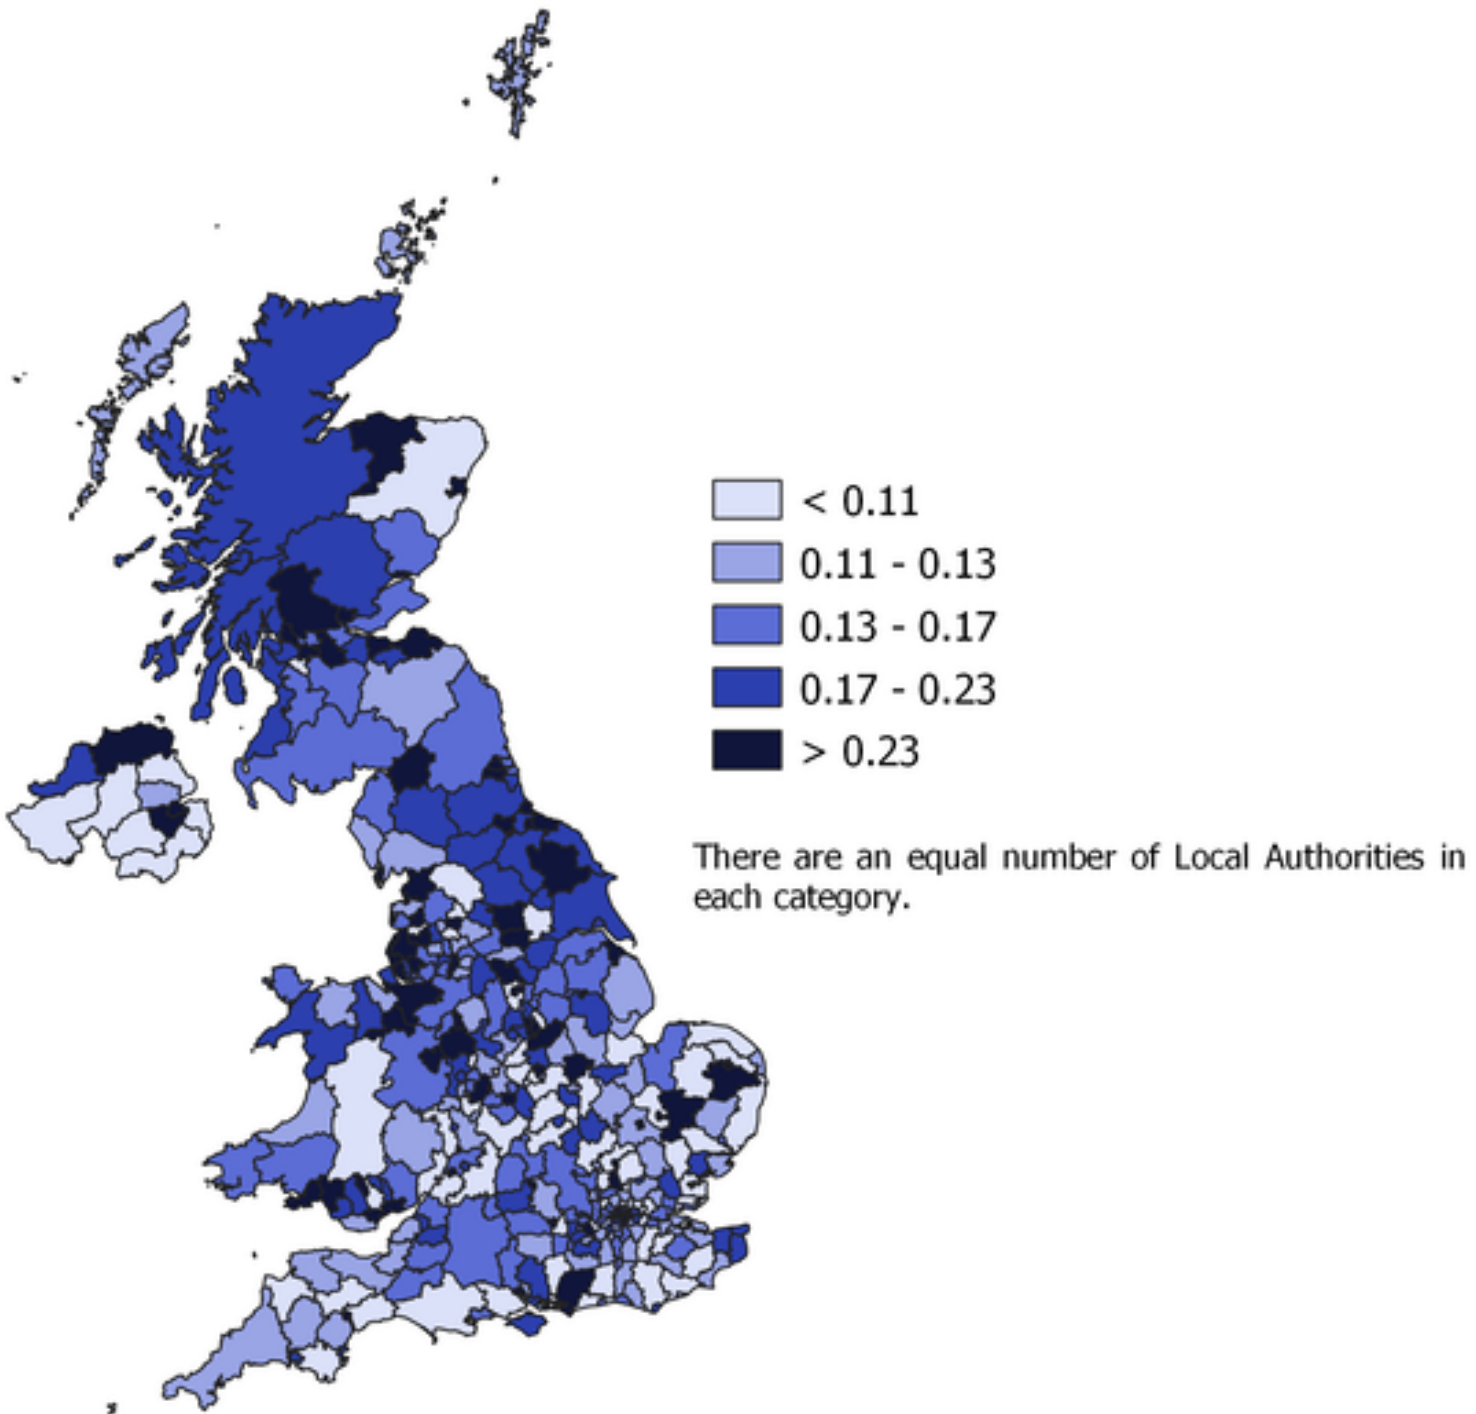 < 0.11
0.11 - 0.13
0.13 - 0.17
0.17 - 0.23
> 0.23
There are an equal number of Local Authorities in
each category.